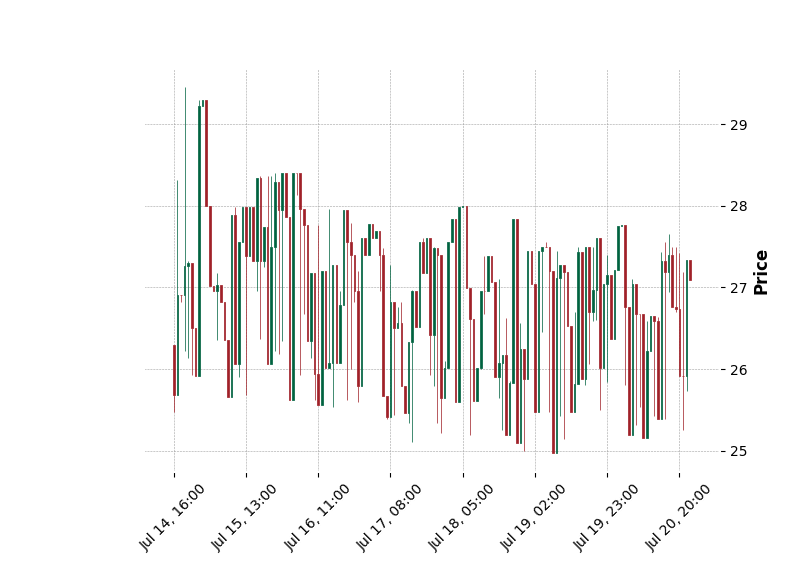 29
28
27
26
25
Price
Jul 14, 16:00
Jul 15, 13:00
Jul 16, 11:00
Jul 17, 08:00
Jul 18, 05:00
Jul 19, 02:00
Jul 19, 23:00
Jul 20, 20:00